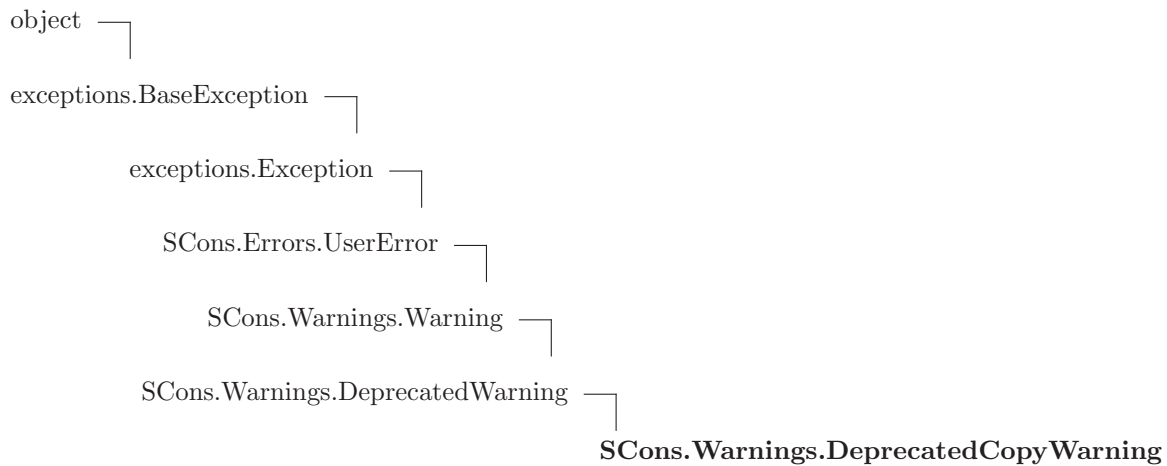 object
exceptions.BaseException
exceptions.Exception
SCons.Errors.UserError
SCons.Warnings.Warning
SCons.Warnings.DeprecatedWarning
SCons.Warnings.DeprecatedCopyWarning